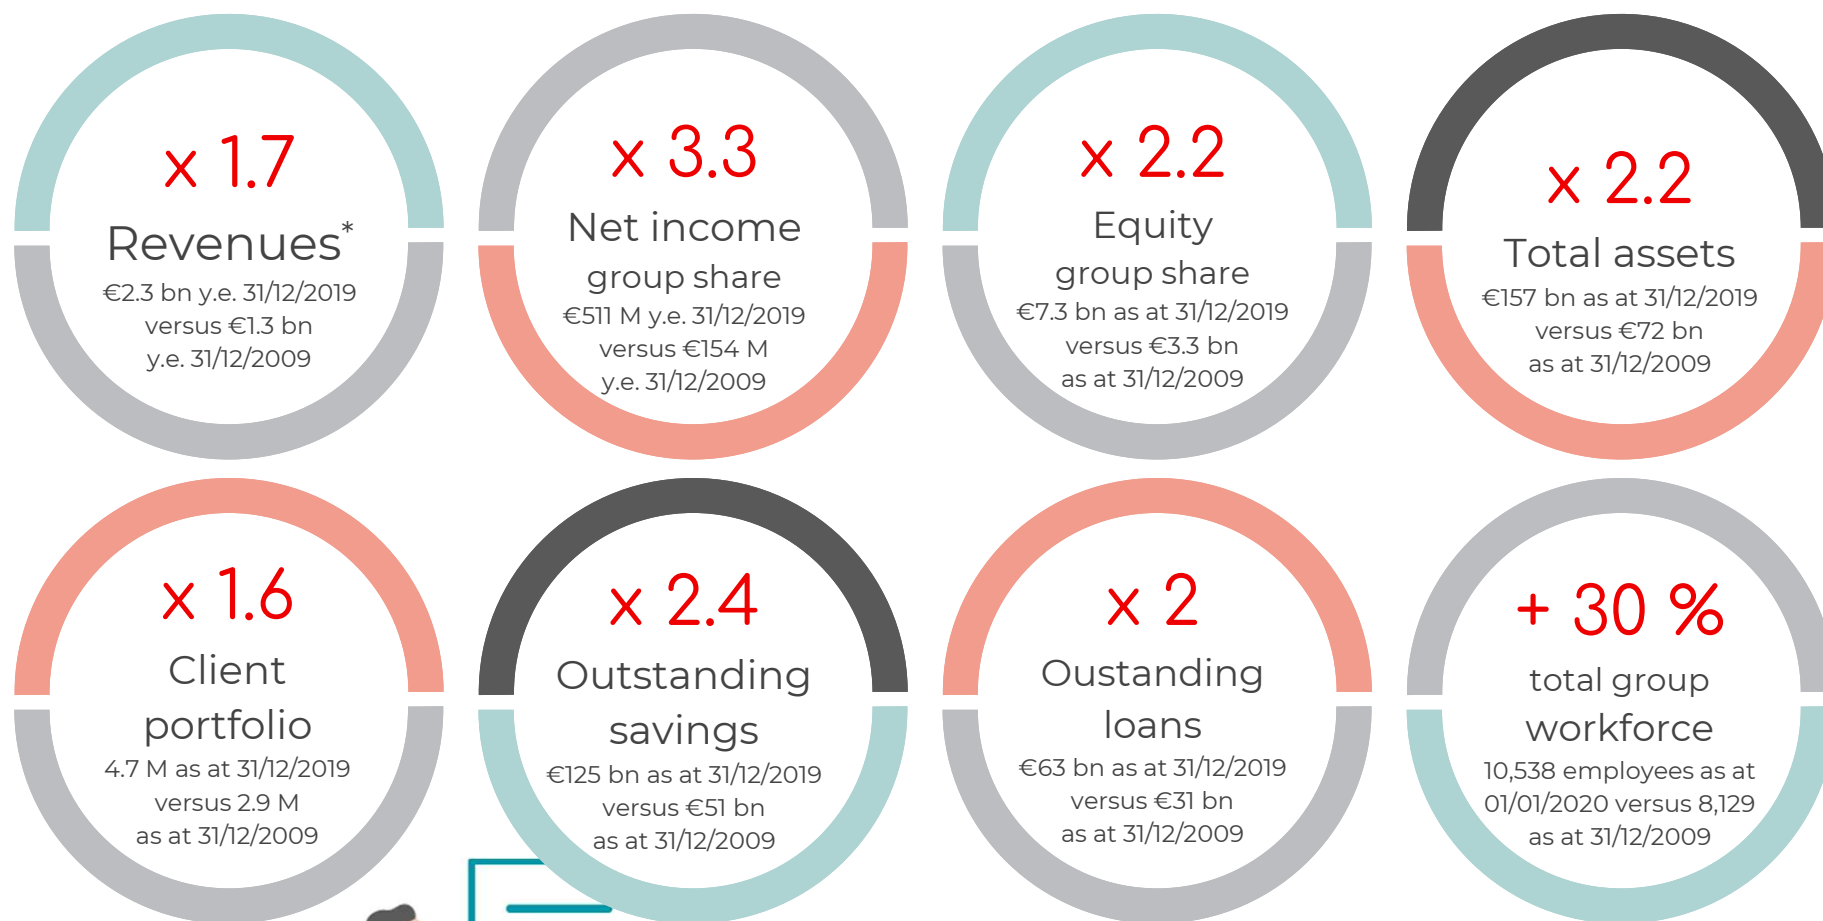 x 1.7
Revenues*
€2.3 bn y.e. 31/12/2019
versus €1.3 bn
y.e. 31/12/2009
x 3.3
Net income
group share
€511 M y.e. 31/12/2019
versus €154 M
y.e. 31/12/2009
x 2.2
Equity
group share
€7.3 bn as at 31/12/2019
versus €3.3 bn
as at 31/12/2009
x 2.2
Total assets
€157 bn as at 31/12/2019
versus €72 bn
as at 31/12/2009
x 1.6
Client
portfolio
4.7 M as at 31/12/2019
versus 2.9 M
as at 31/12/2009
x 2.4
Outstanding
savings
€125 bn as at 31/12/2019
versus €51 bn
as at 31/12/2009
x 2
Oustanding
loans
€63 bn as at 31/12/2019
versus €31 bn
as at 31/12/2009
+ 30 %
total group
workforce
10,538 employees as at
01/01/2020 versus 8,129
as at 31/12/2009